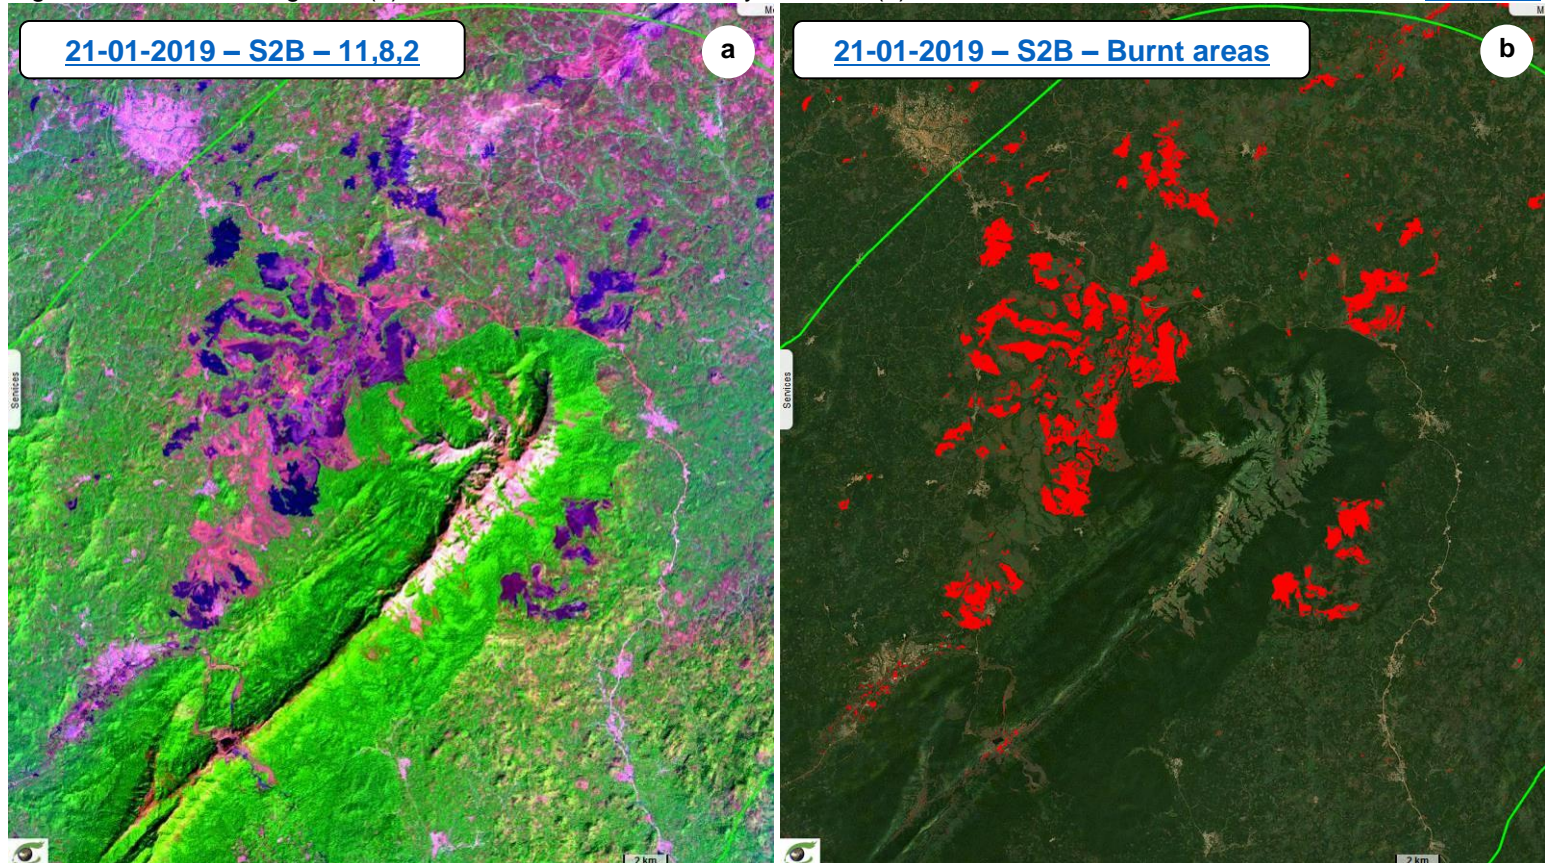 21-01-2019 – S2B – 11,8,2
a
21-01-2019 – S2B – Burnt areas
b
Services
Services
2 km
2 km